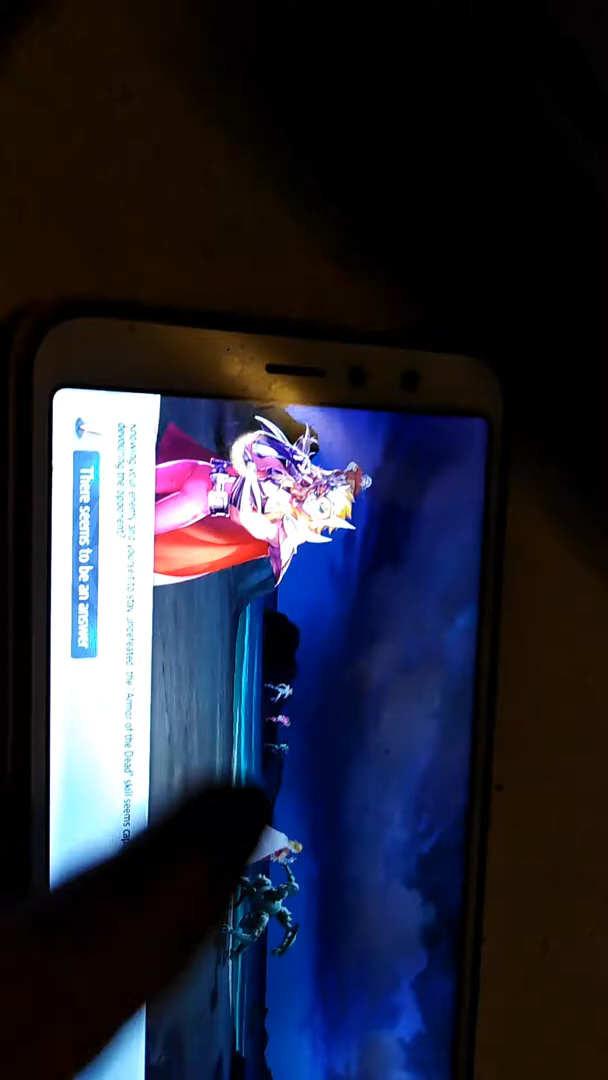 Knowing your enemy and yourself to stay undefeated, the "Armor of the Dead" skill seems
devouring the opponent?
There seems to be an answer